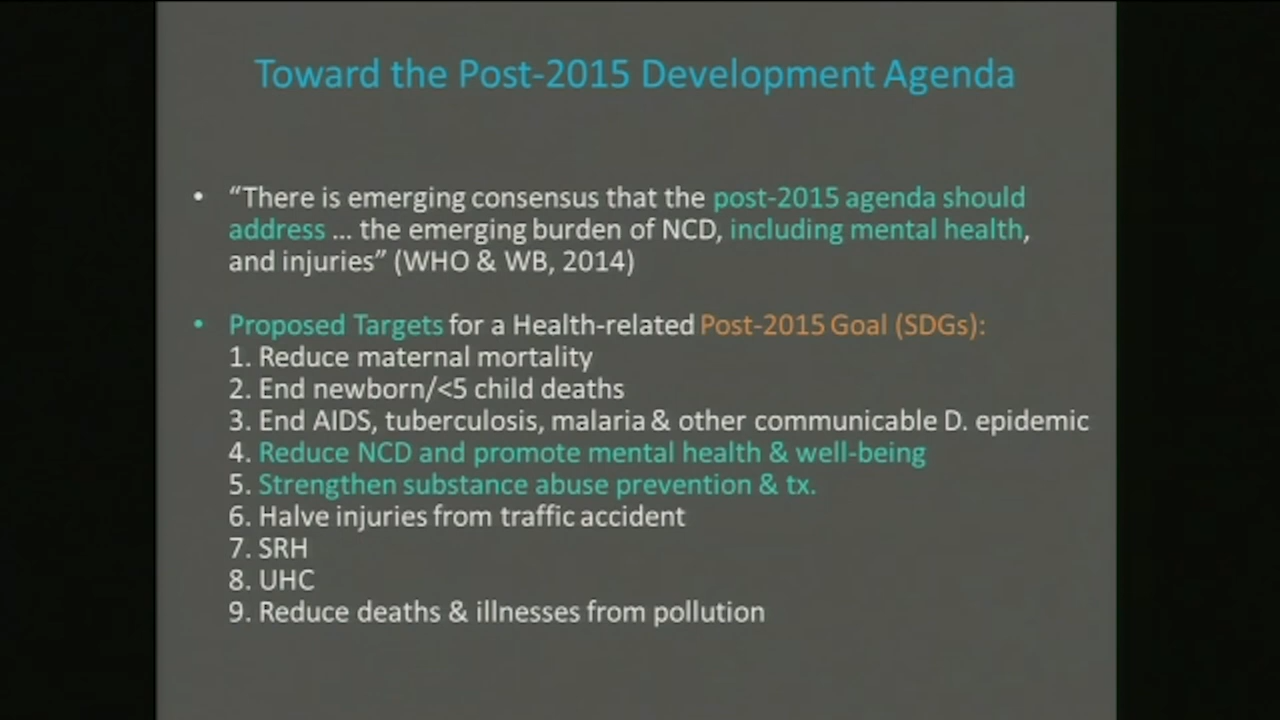 Toward the Post-2015 Development Agenda
• “There is emerging consensus that the post-2015 agenda should
address ... the emerging burden of NCD, including mental health,
and injuries” (WHO & WB, 2014)
• Proposed Targets for a Health-related Post-2015 Goal (SDGs):
1. Reduce maternal mortality
2. End newborn/<5 child deaths
3. End AIDS, tuberculosis, malaria & other communicable D. epidemic
4. Reduce NCD and promote mental health & well-being
5. Strengthen substance abuse prevention & tx.
6. Halve injuries from traffic accident
7. SRH
8. UHC
9. Reduce deaths & illnesses from pollution